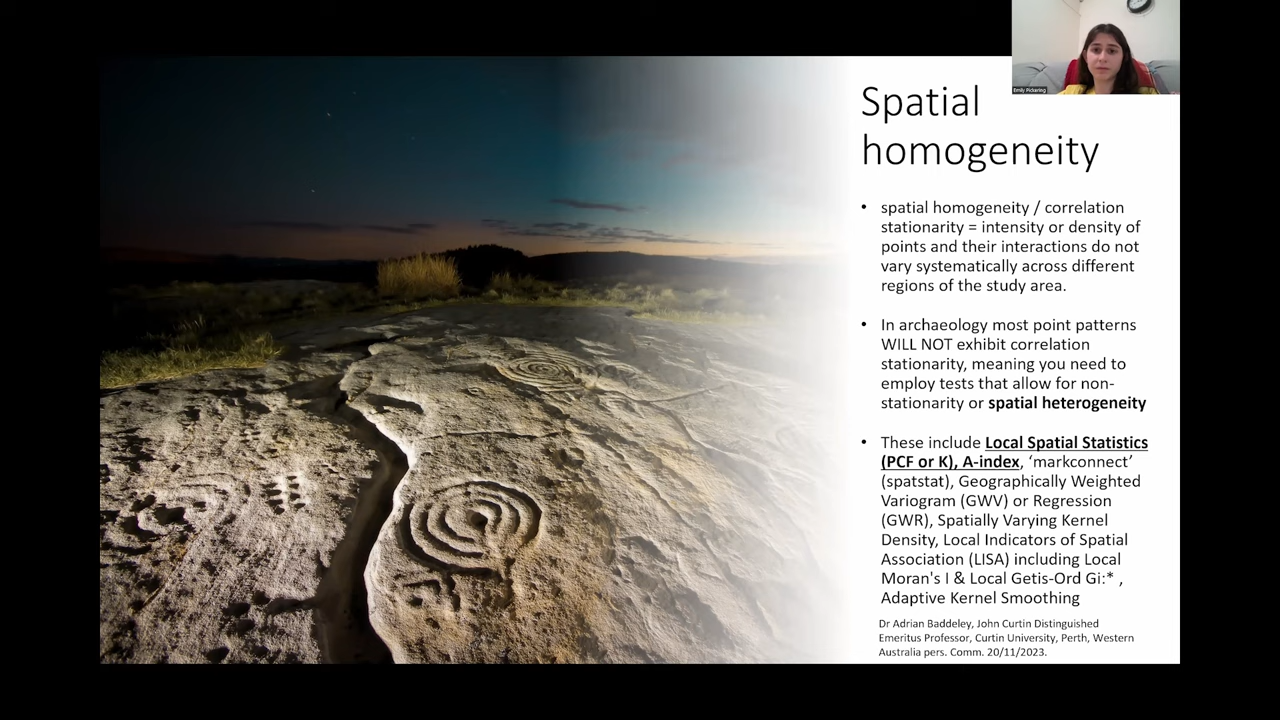 Emily Pickering
Spatial
homogeneity
• spatial homogeneity / correlation
stationarity = intensity or density of
points and their interactions do not
vary systematically across different
regions of the study area.
• In archaeology most point patterns
WILL NOT exhibit correlation
stationarity, meaning you need to
employ tests that allow for non-
stationarity or spatial heterogeneity
• These include Local Spatial Statistics
(PCF or K), A-index, ‘markconnect’
(spatstat), Geographically Weighted
Variogram (GWV) or Regression
(GWR), Spatially Varying Kernel
Density, Local Indicators of Spatial
Association (LISA) including Local
Moran's I & Local Getis-Ord Gi:* ,
Adaptive Kernel Smoothing
Dr Adrian Baddeley, John Curtin Distinguished
Emeritus Professor, Curtin University, Perth, Western
Australia pers. Comm. 20/11/2023.